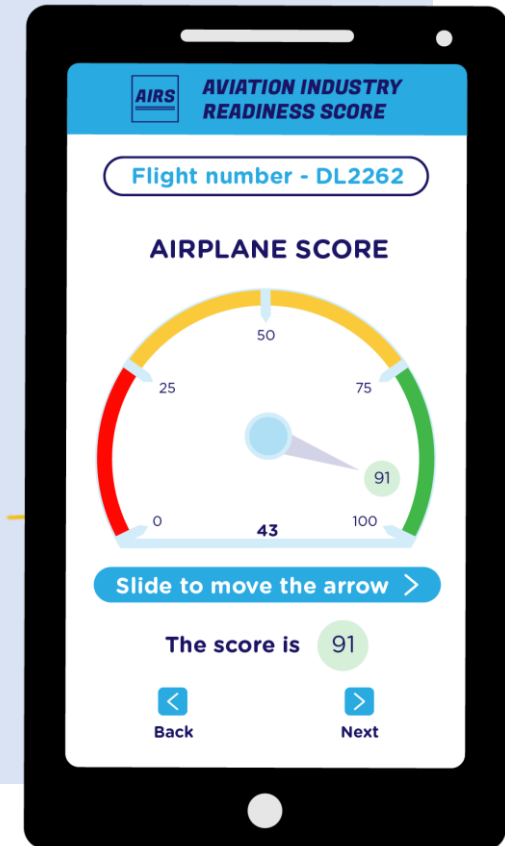 AIRS
AVIATION INDUSTRY
READINESS SCORE
Flight number - DL2262
AIRPLANE SCORE
50
25
75
91
0
43
100
Slide to move the arrow >
The score is 91
< >
Back Next